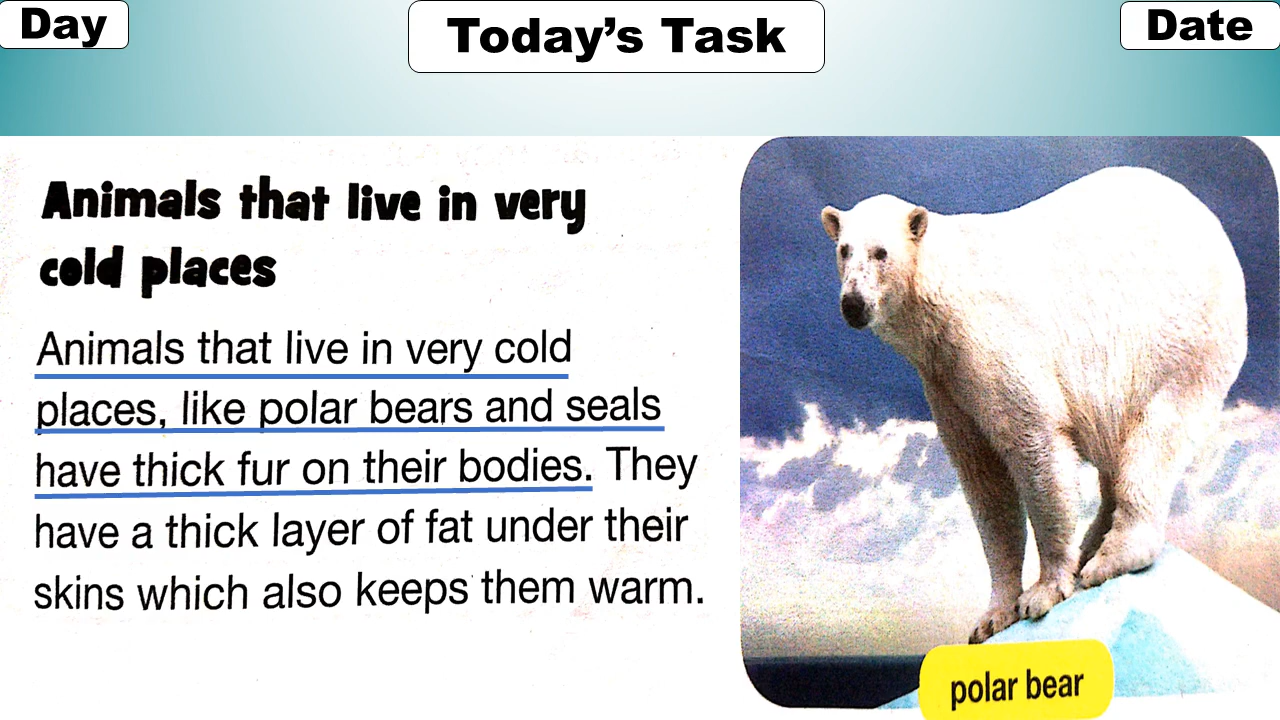 Day
Today's Task
Date
Animals that live in very
cold places
Animals that live in very cold
places, like polar bears and seals
have thick fur on their bodies. They
have a thick layer of fat under their
skins which also keeps them warm.
polar bear